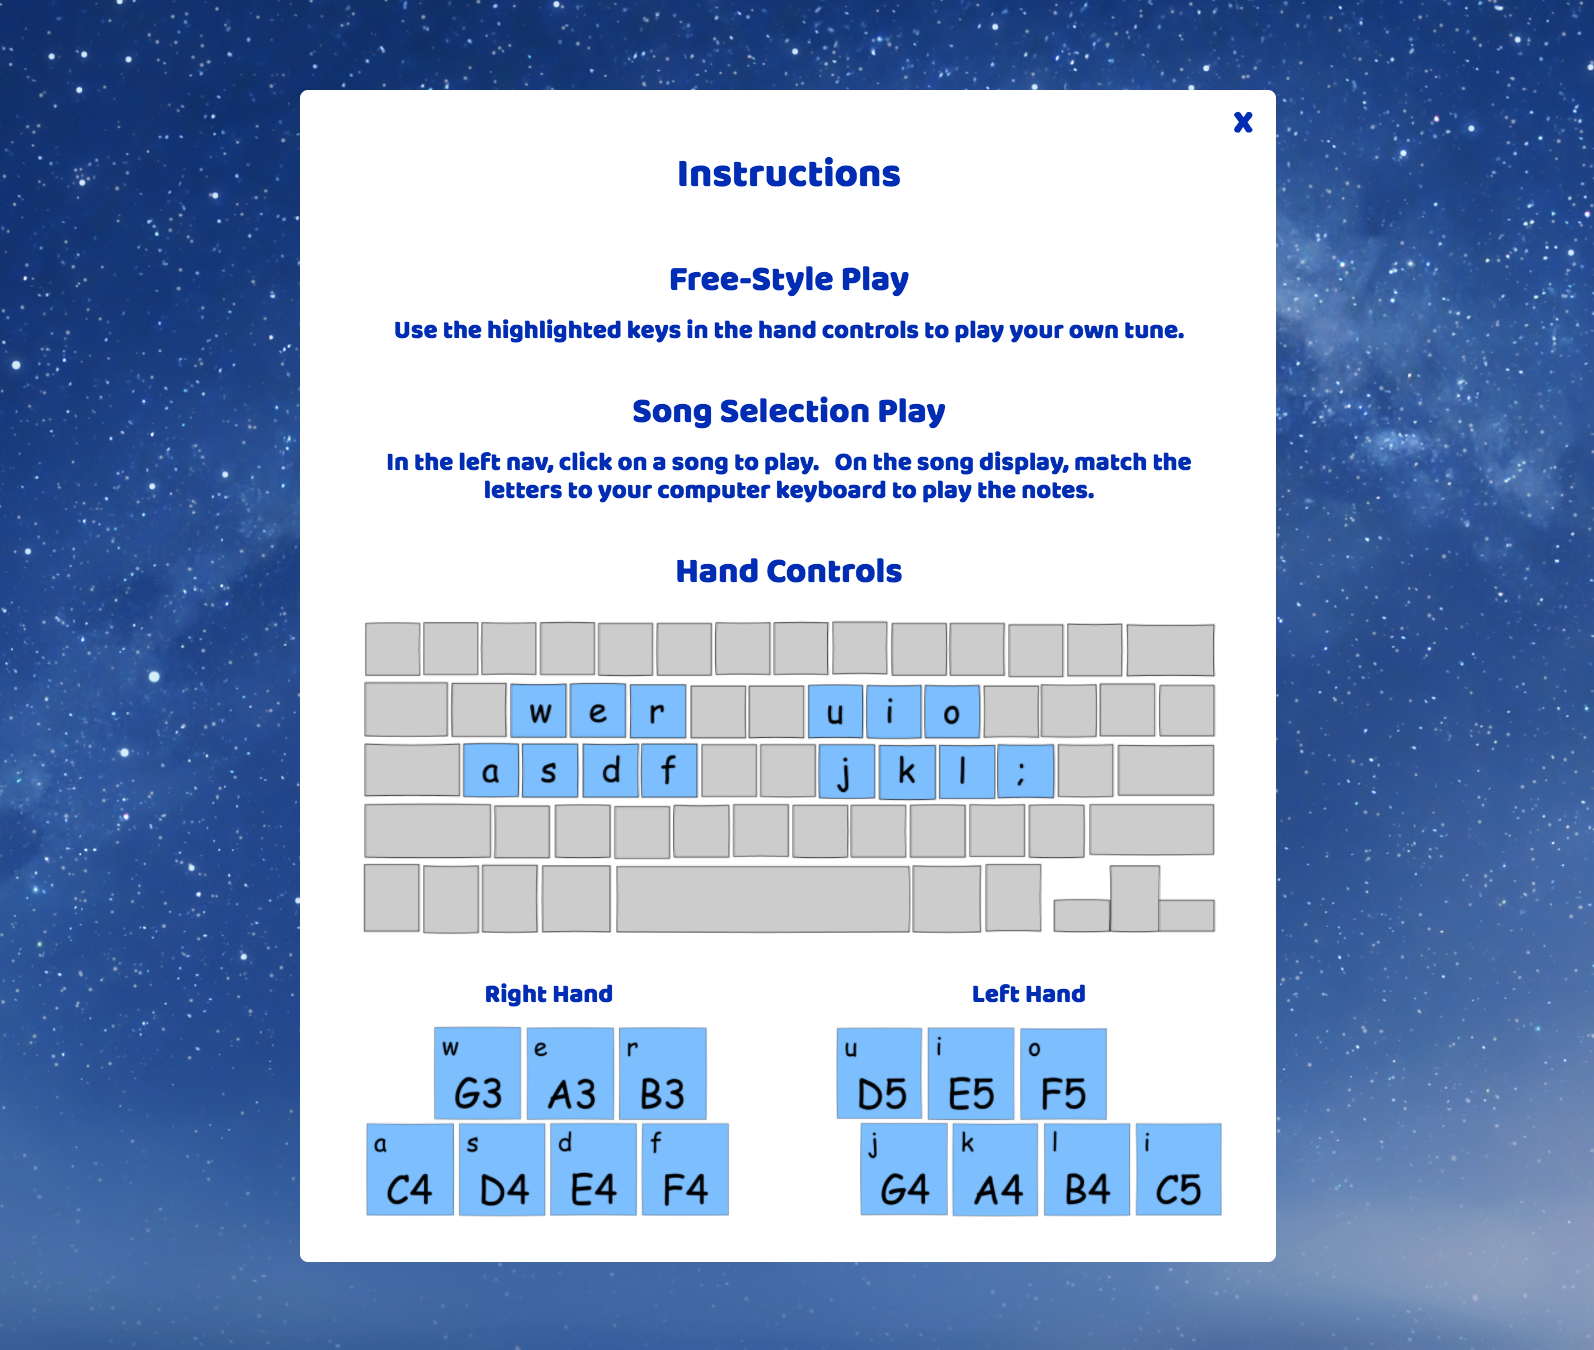 x
Instructions
Free-Style Play
Use the highlighted keys in the hand controls to play your own tune.
Song Selection Play
In the left nav, click on a song to play.  On the song display, match the
letters to your computer keyboard to play the notes.
Hand Controls
w e r u i o
a s d f j k l ;
Right Hand
w e r
G3 A3 B3
a s d f
C4 D4 E4 F4
Left Hand
u i o
D5 E5 F5
j k l i
G4 A4 B4 C5